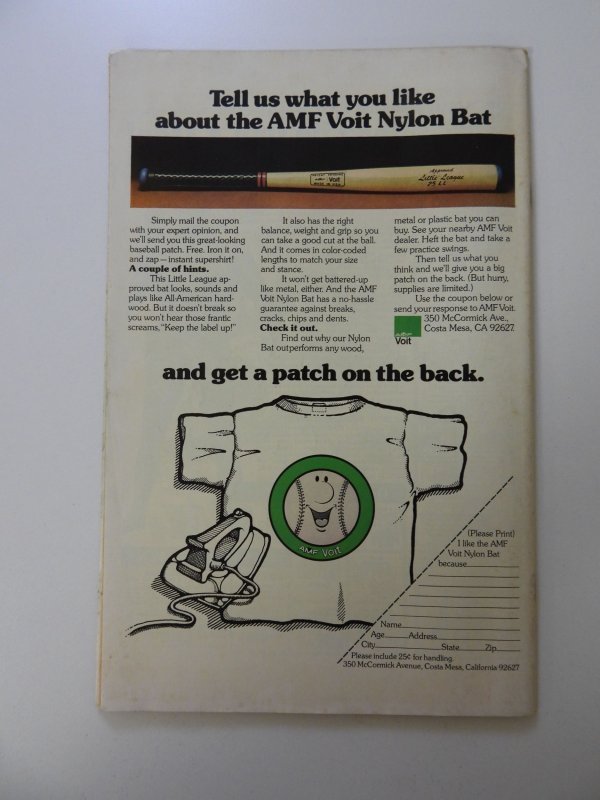 Tell us what you like
about the AMF Voit Nylon Bat
Voit
MADE IN U.S.A.
Approved
Little League
25 LL
Simply mail the coupon
with your expert opinion, and
we'll send you this great-looking
baseball patch. Free. Iron it on,
and zap — instant supershirt!
A couple of hints.
This Little League ap-
proved bat looks, sounds and
plays like All-American hard-
wood. But it doesn't break so
you won't hear those frantic
screams, "Keep the label up!"
It also has the right
balance, weight and grip so you
can take a good cut at the ball.
And it comes in color-coded
lengths to match your size
and stance.
It won't get battered-up
like metal, either. And the AMF
Voit Nylon Bat has a no-hassle
guarantee against breaks,
cracks, chips and dents.
Check it out.
Find out why our Nylon
Bat outperforms any wood,
metal or plastic bat you can
buy. See your nearby AMF Voit
dealer. Heft the bat and take a
few practice swings.
Then tell us what you
think and we'll give you a big
patch on the back. (But hurry,
supplies are limited.)
Use the coupon below or
send your response to AMF Voit,
350 McCormick Ave.,
Costa Mesa, CA 92627.
Voit
and get a patch on the back.
AMF Voit
(Please Print)
I like the AMF
Voit Nylon Bat
because
Name
Age Address
City State Zip
Please include 25¢ for handling.
350 McCormick Avenue, Costa Mesa, California 92627